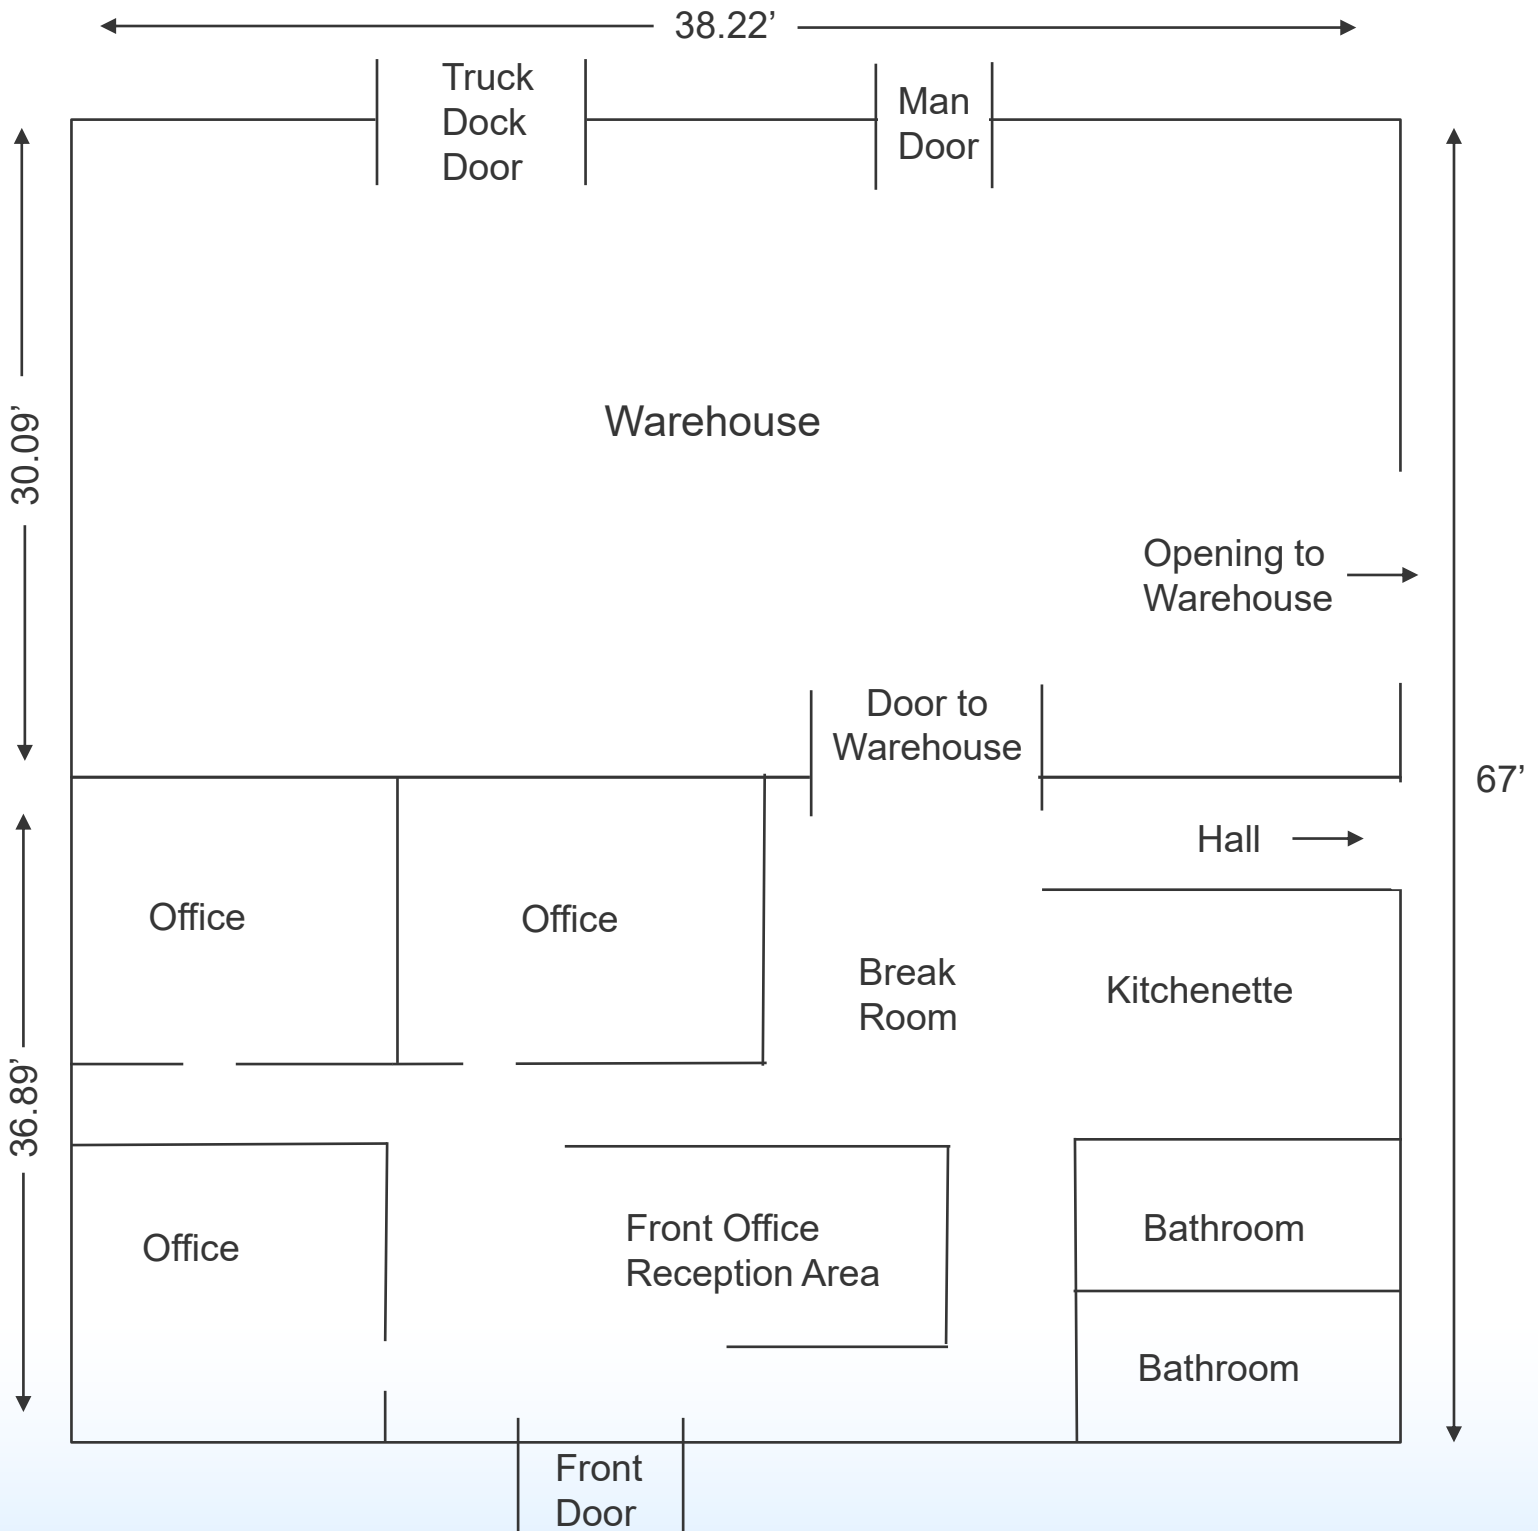 38.22’
Truck
Dock
Door
Man
Door
30.09’
Warehouse
Opening to
Warehouse
Door to
Warehouse
67’
Hall
Office
Office
Break
Room
Kitchenette
36.89’
Office
Front Office
Reception Area
Bathroom
Bathroom
Front
Door